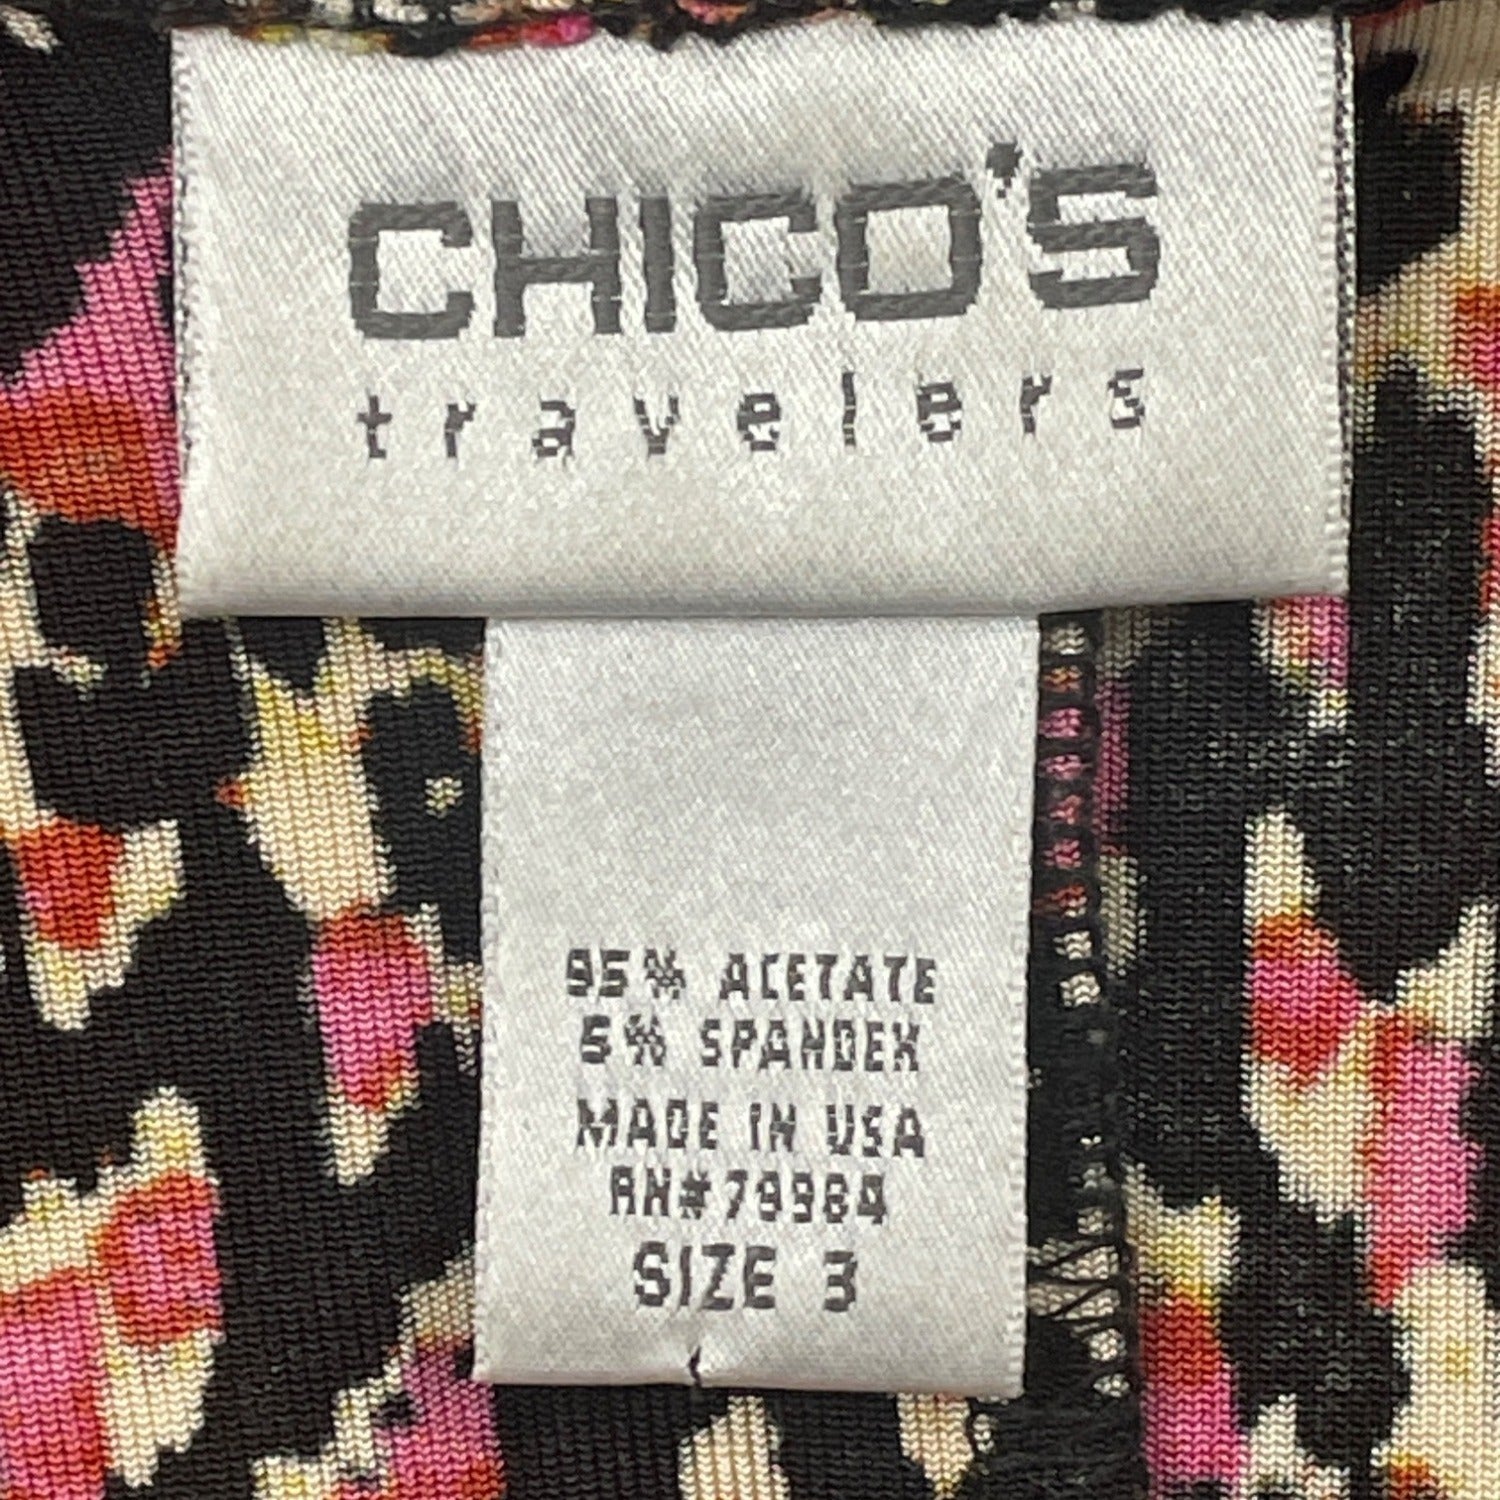 CHICO'S
travelers
95% ACETATE
5% SPANDEX
MADE IN USA
RN#79984
SIZE 3